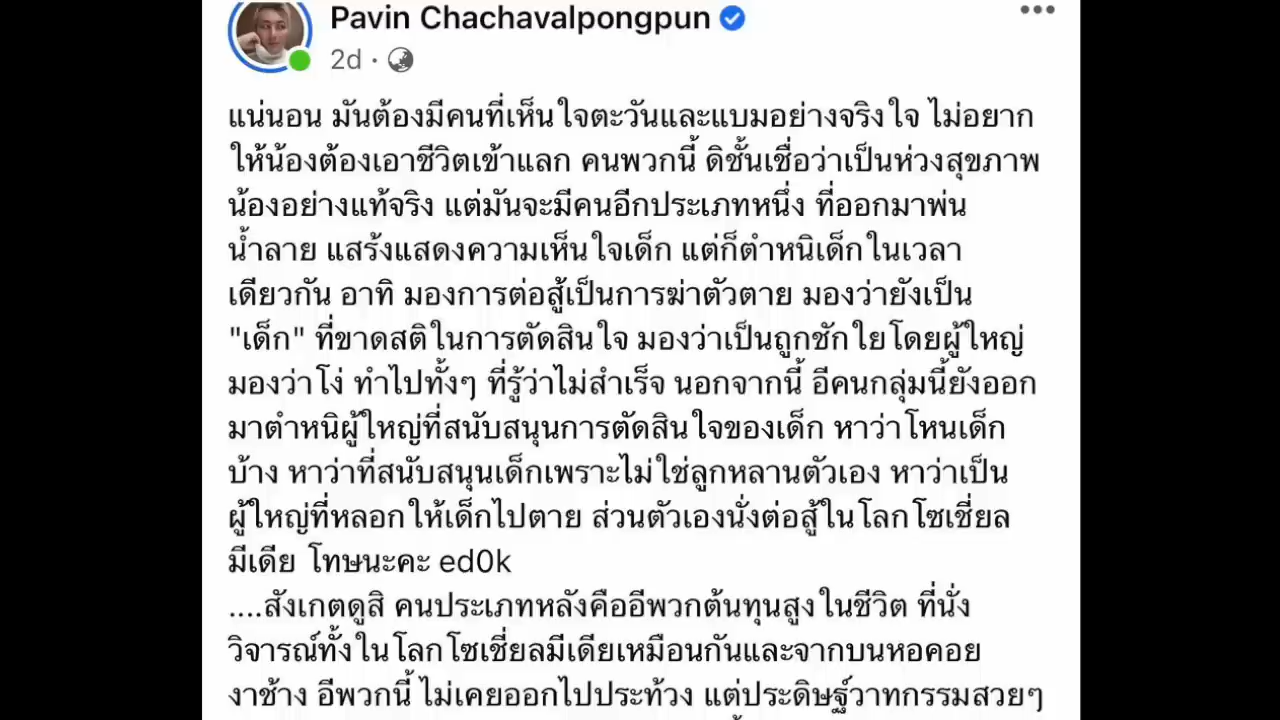 Pavin Chachavalpongpun
2d ·
แน่นอน มันต้องมีคนที่เห็นใจตะวันและแบมอย่างจริงใจ ไม่อยาก
ให้น้องต้องเอาชีวิตเข้าแลก คนพวกนี้ ดิชั้นเชื่อว่าเป็นห่วงสุขภาพ
น้องอย่างแท้จริง แต่มันจะมีคนอีกประเภทหนึ่ง ที่ออกมาพ่น
น้ำลาย แสร้งแสดงความเห็นใจเด็ก แต่ก็ตำหนิเด็กในเวลา
เดียวกัน อาทิ มองการต่อสู้เป็นการฆ่าตัวตาย มองว่ายังเป็น
"เด็ก" ที่ขาดสติในการตัดสินใจ มองว่าเป็นถูกชักใยโดยผู้ใหญ่
มองว่าโง่ ทำไปทั้งๆ ที่รู้ว่าไม่สำเร็จ นอกจากนี้ อีคนกลุ่มนี้ยังออก
มาตำหนิผู้ใหญ่ที่สนับสนุนการตัดสินใจของเด็ก หาว่าโหนเด็ก
บ้าง หาว่าที่สนับสนุนเด็กเพราะไม่ใช่ลูกหลานตัวเอง หาว่าเป็น
ผู้ใหญ่ที่หลอกให้เด็กไปตาย ส่วนตัวเองนั่งต่อสู้ในโลกโซเชี่ยล
มีเดีย โทษนะคะ ed0k
....สังเกตดูสิ คนประเภทหลังคืออีพวกต้นทุนสูงในชีวิต ที่นั่ง
วิจารณ์ทั้งในโลกโซเชี่ยลมีเดียเหมือนกันและจากบนหอคอย
งาช้าง อีพวกนี้ ไม่เคยออกไปประท้วง แต่ประดิษฐ์วาทกรรมสวยๆ